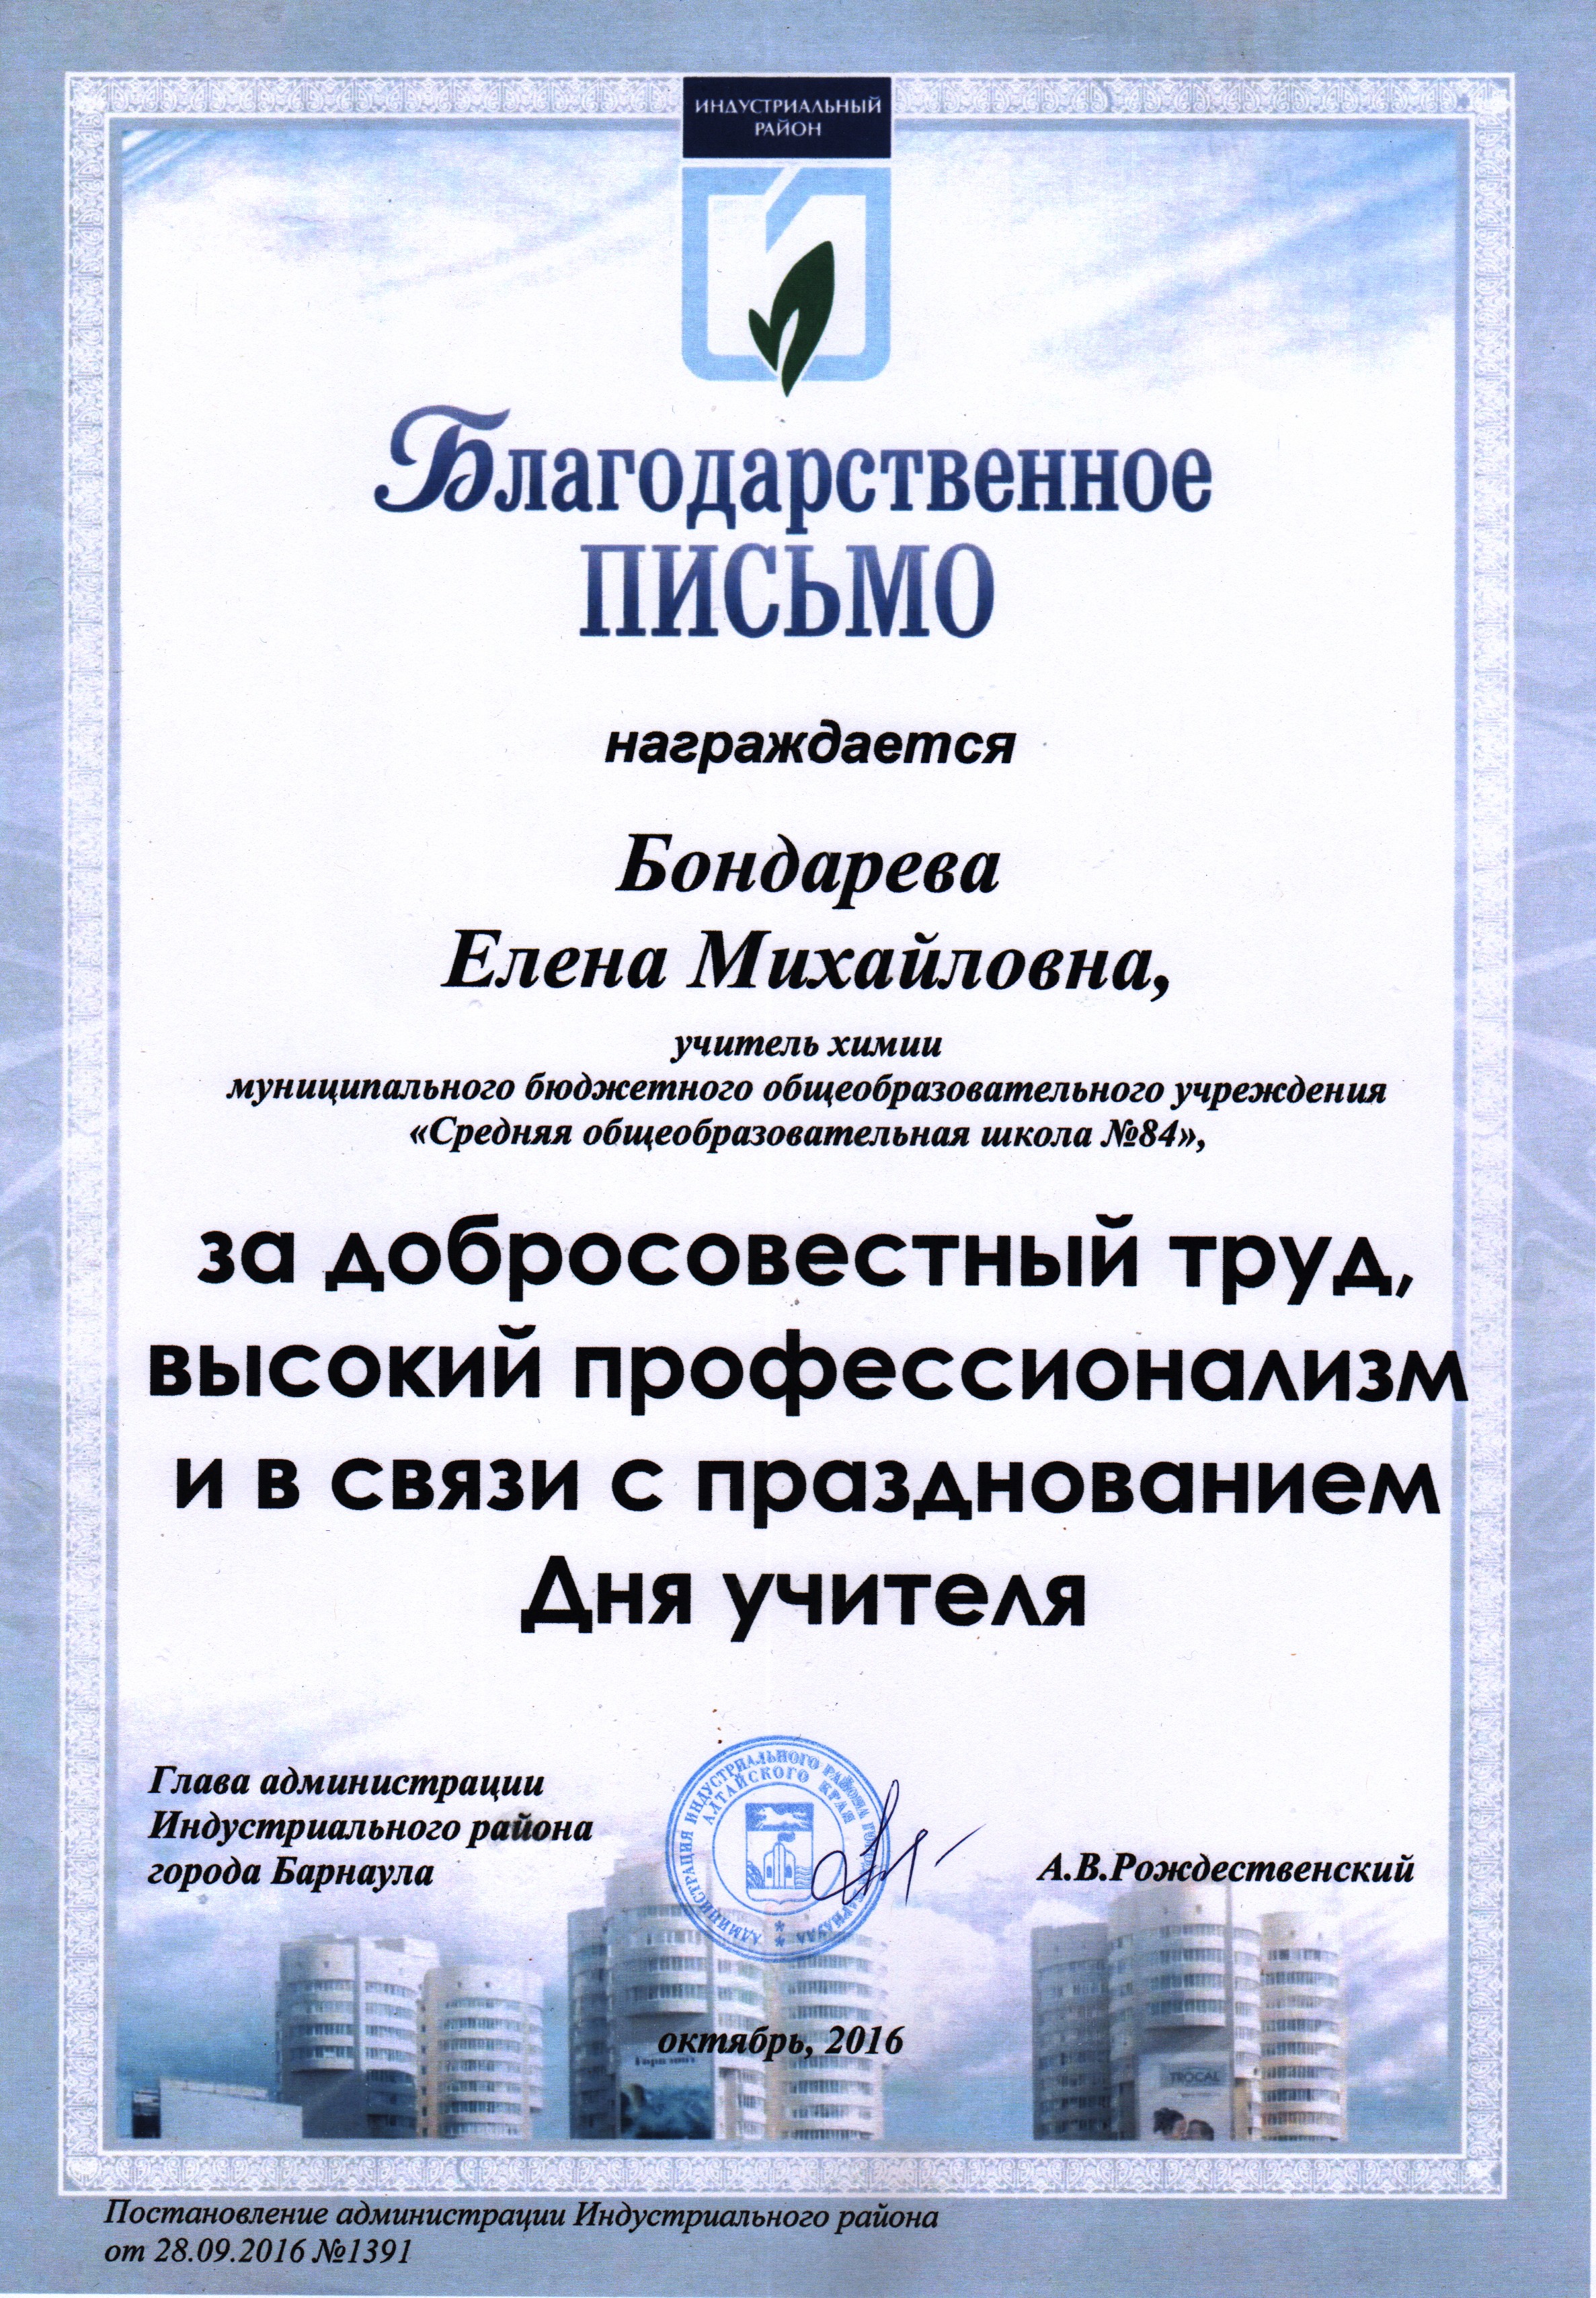 ИНДУСТРИАЛЬНЫЙ
РАЙОН
Благодарственное
ПИСЬМО
награждается
Бондарева
Елена Михайловна,
учитель химии
муниципального бюджетного общеобразовательного учреждения
«Средняя общеобразовательная школа №84»,
за добросовестный труд,
высокий профессионализм
и в связи с празднованием
Дня учителя
Глава администрации
Индустриального района
города Барнаула
АДМИНИСТРАЦИЯ ИНДУСТРИАЛЬНОГО РАЙОНА ГОРОДА БАРНАУЛА
АЛТАЙСКОГО КРАЯ
А.В.Рождественский
октябрь, 2016
TROCAL
Постановление администрации Индустриального района
от 28.09.2016 №1391